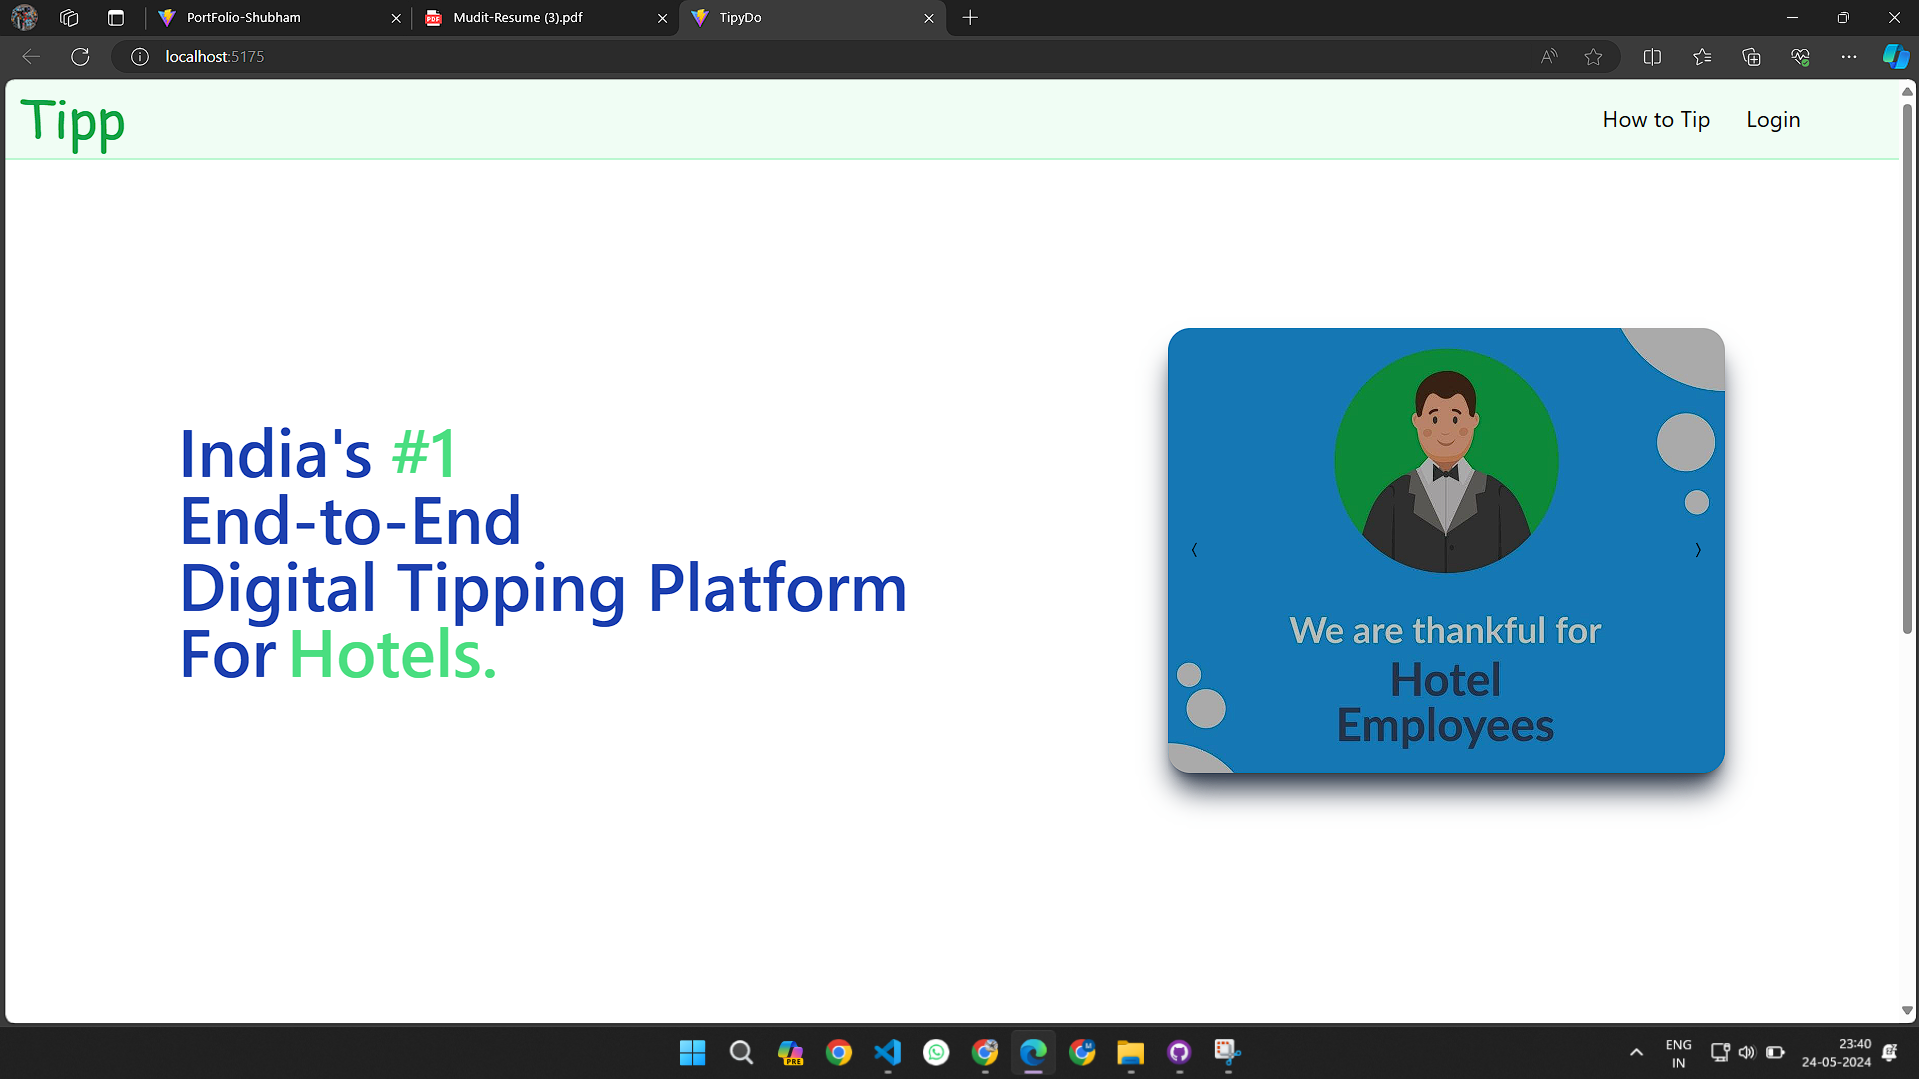 PortFolio-Shubham
Mudit-Resume (3).pdf
TipyDo
localhost:5175
Tipp
How to Tip
Login
India's #1
End-to-End
Digital Tipping Platform
For Hotels.
We are thankful for
Hotel
Employees
ENG
IN
23:40
24-05-2024